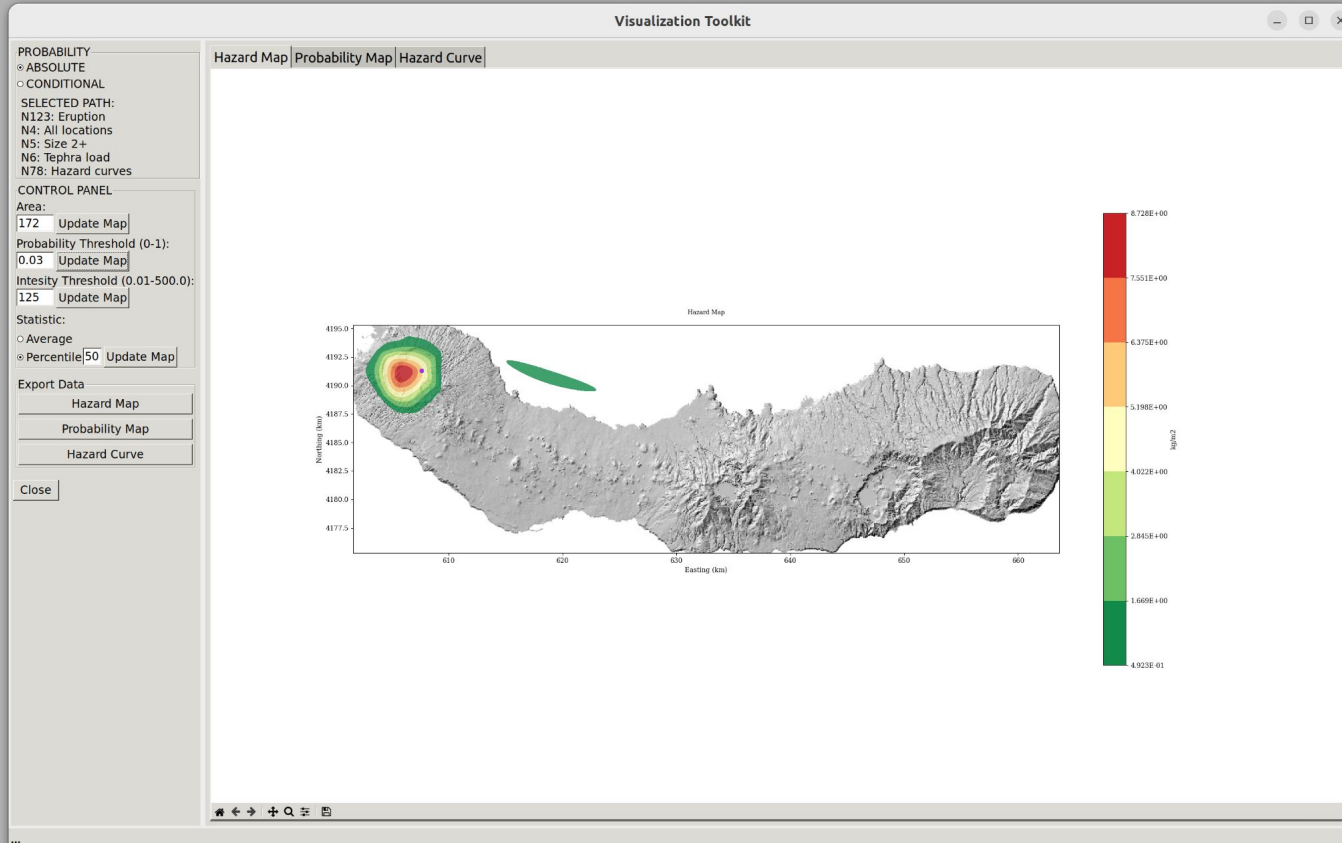 Visualization Toolkit
PROBABILITY
ABSOLUTE
CONDITIONAL
SELECTED PATH:
N123: Eruption
N4: All locations
N5: Size 2+
N6: Tephra load
N78: Hazard curves
CONTROL PANEL
Area:
172 Update Map
Probability Threshold (0-1):
0.03 Update Map
Intesity Threshold (0.01-500.0):
125 Update Map
Statistic:
Average
Percentile 50 Update Map
Export Data
Hazard Map
Probability Map
Hazard Curve
Close
Hazard Map Probability Map Hazard Curve
Hazard Map
4195.0
4192.5
4190.0
4187.5
4185.0
4182.5
4180.0
4177.5
Northing (km)
610 620 630 640 650 660
Easting (km)
8.728E+00
7.551E+00
6.375E+00
5.198E+00
4.022E+00
2.845E+00
1.669E+00
4.923E-01
kg/m2
...